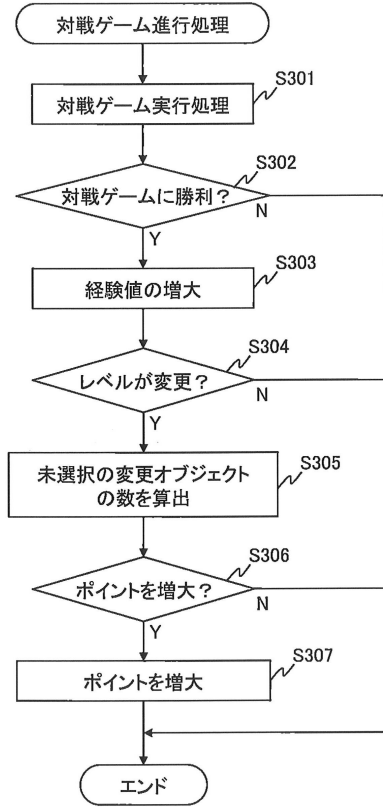 対戦ゲーム進行処理
S301
対戦ゲーム実行処理
S302
対戦ゲームに勝利？
N
Y
S303
経験値の増大
S304
レベルが変更？
N
Y
S305
未選択の変更オブジェクト
の数を算出
S306
ポイントを増大？
N
Y
S307
ポイントを増大
エンド